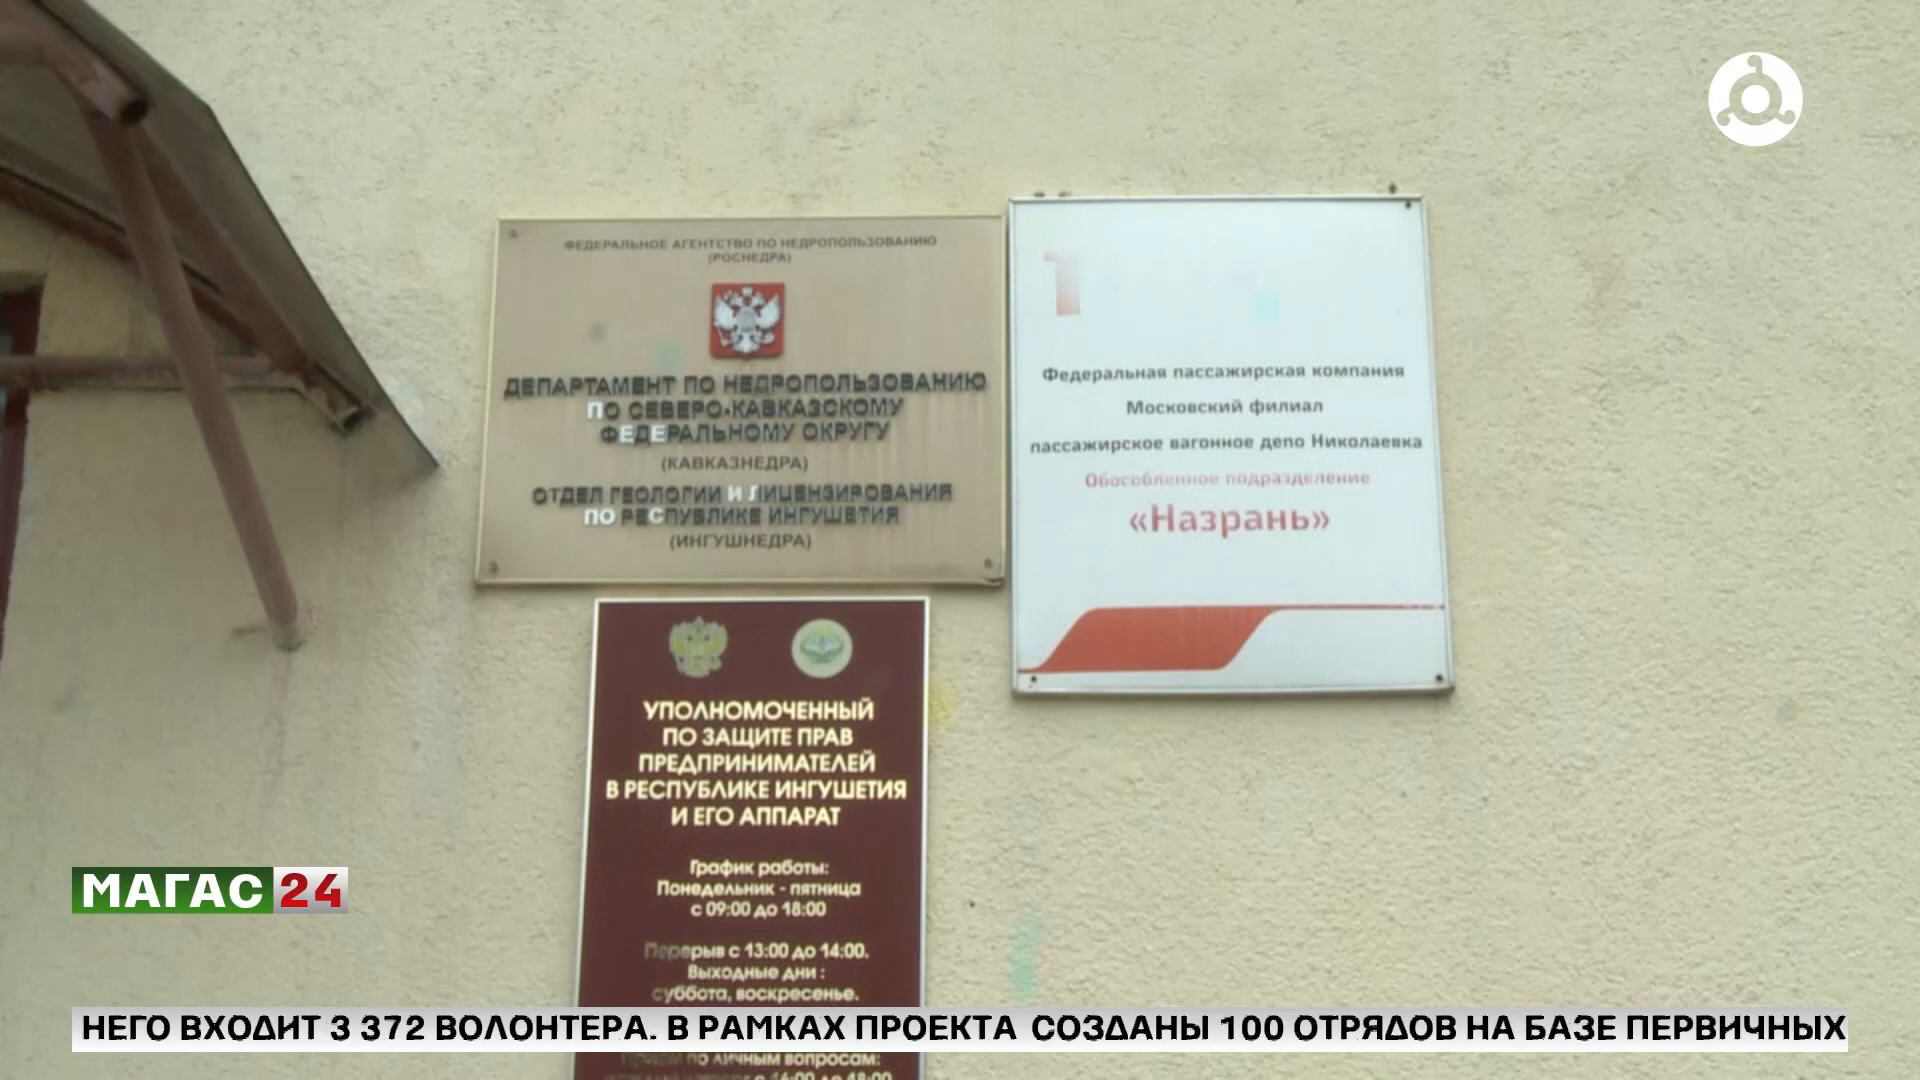 ФЕДЕРАЛЬНОЕ АГЕНТСТВО ПО НЕДРОПОЛЬЗОВАНИЮ
(РОСНЕДРА)
ДЕПАРТАМЕНТ ПО НЕДРОПОЛЬЗОВАНИЮ
ПО СЕВЕРО-КАВКАЗСКОМУ
ФЕДЕРАЛЬНОМУ ОКРУГУ
(КАВКАЗНЕДРА)
ОТДЕЛ ГЕОЛОГИИ И ЛИЦЕНЗИРОВАНИЯ
ПО РЕСПУБЛИКЕ ИНГУШЕТИЯ
(ИНГУШНЕДРА)
Федеральная пассажирская компания
Московский филиал
пассажирское вагонное депо Николаевка
Обособленное подразделение
«Назрань»
УПОЛНОМОЧЕННЫЙ
ПО ЗАЩИТЕ ПРАВ
ПРЕДПРИНИМАТЕЛЕЙ
В РЕСПУБЛИКЕ ИНГУШЕТИЯ
И ЕГО АППАРАТ
График работы:
Понедельник - пятница
с 09:00 до 18:00
Перерыв с 13:00 до 14:00.
Выходные дни :
суббота, воскресенье.
МАГАС 24
НЕГО ВХОДИТ 3 372 ВОЛОНТЕРА. В РАМКАХ ПРОЕКТА СОЗДАНЫ 100 ОТРЯДОВ НА БАЗЕ ПЕРВИЧНЫХ
Прием по личным вопросам: